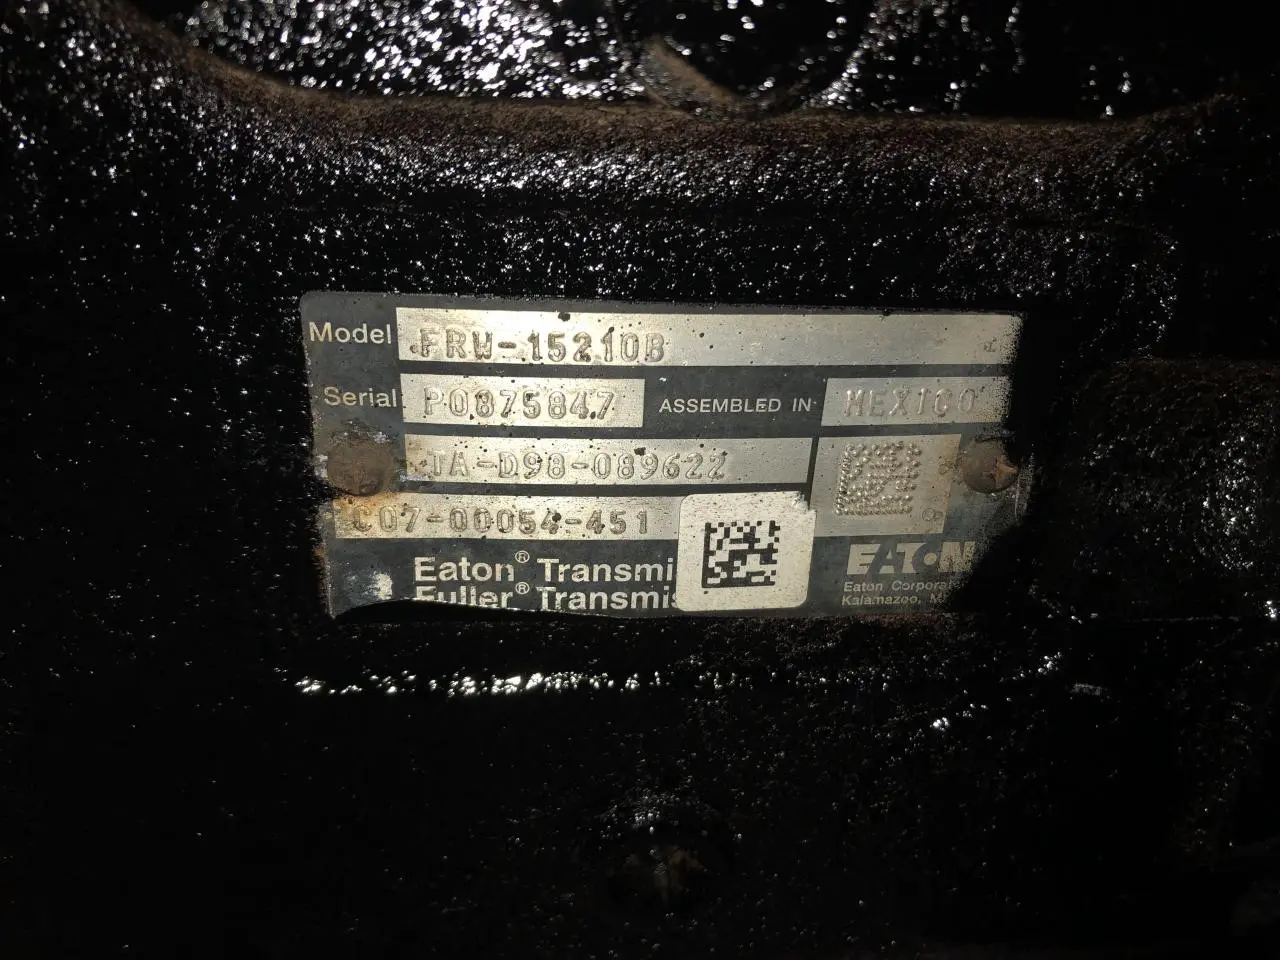 Model FRW-15210B
Serial P0875847 ASSEMBLED IN MEXICO
TA-D98-089622
C07-00054-451
Eaton® Transmi
Fuller® Transmis
EATON
Eaton Corporat
Kalamazoo, M